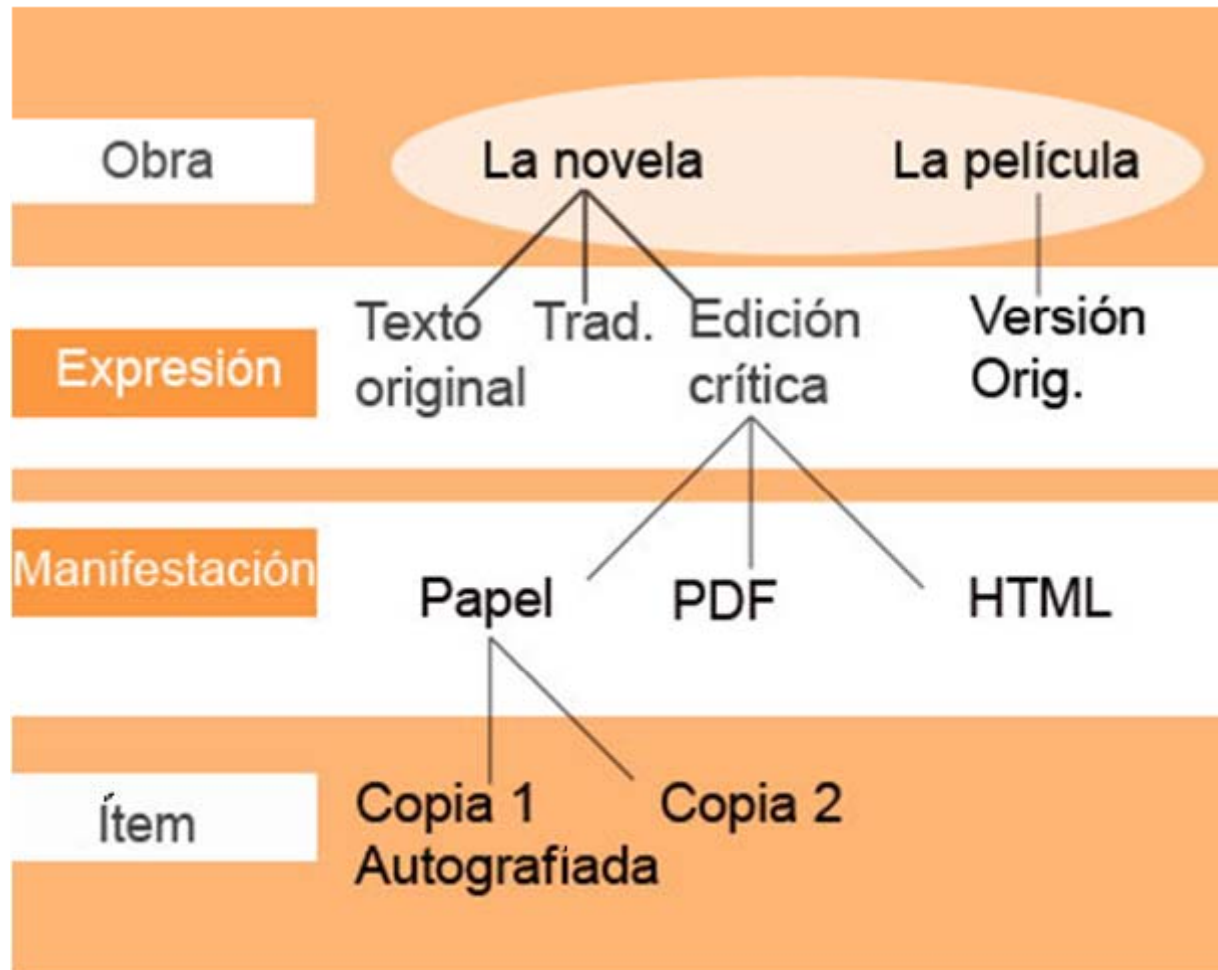 Obra
La novela
La película
Expresión
Texto
original
Trad.
Edición
crítica
Versión
Orig.
Manifestación
Papel
PDF
HTML
Ítem
Copia 1
Autografiada
Copia 2